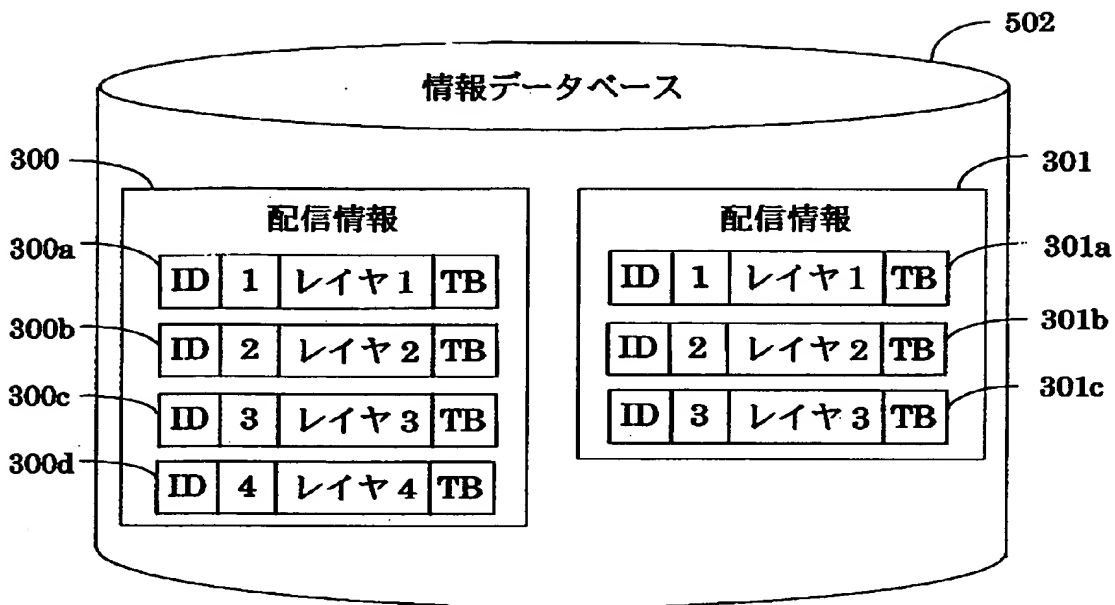 502
情報データベース
300
配信情報
300a
ID 1 レイヤ1 TB
300b
ID 2 レイヤ2 TB
300c
ID 3 レイヤ3 TB
300d
ID 4 レイヤ4 TB
301
配信情報
301a
ID 1 レイヤ1 TB
301b
ID 2 レイヤ2 TB
301c
ID 3 レイヤ3 TB